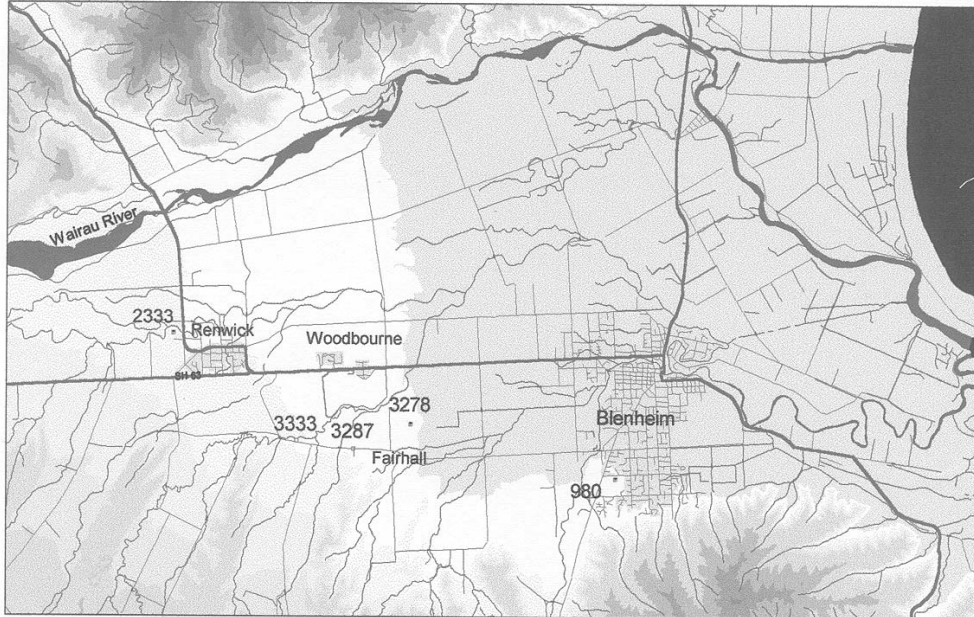 Wairau River
2333
Renwick
Woodbourne
SH 63
3278
3333
3287
Blenheim
Fairhall
980